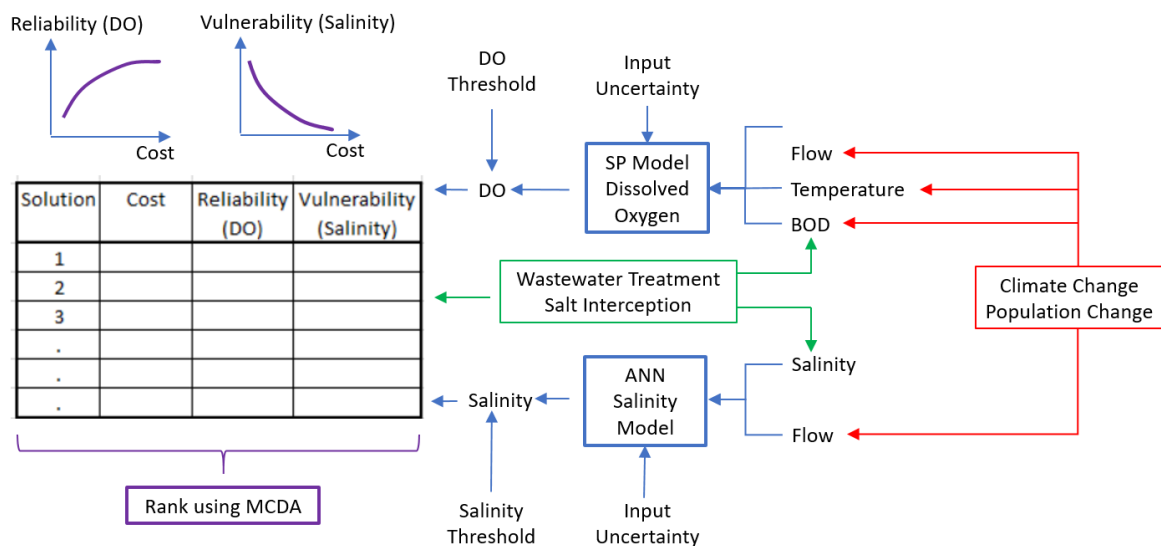 Reliability (DO)
Vulnerability (Salinity)
Cost
Cost
DO
Threshold
Input
Uncertainty
Solution
Cost
Reliability
(DO)
Vulnerability
(Salinity)
1
2
3
.
.
.
DO
SP Model
Dissolved
Oxygen
Flow
Temperature
BOD
Wastewater Treatment
Salt Interception
Climate Change
Population Change
Salinity
ANN
Salinity
Model
Salinity
Flow
Rank using MCDA
Salinity
Threshold
Input
Uncertainty